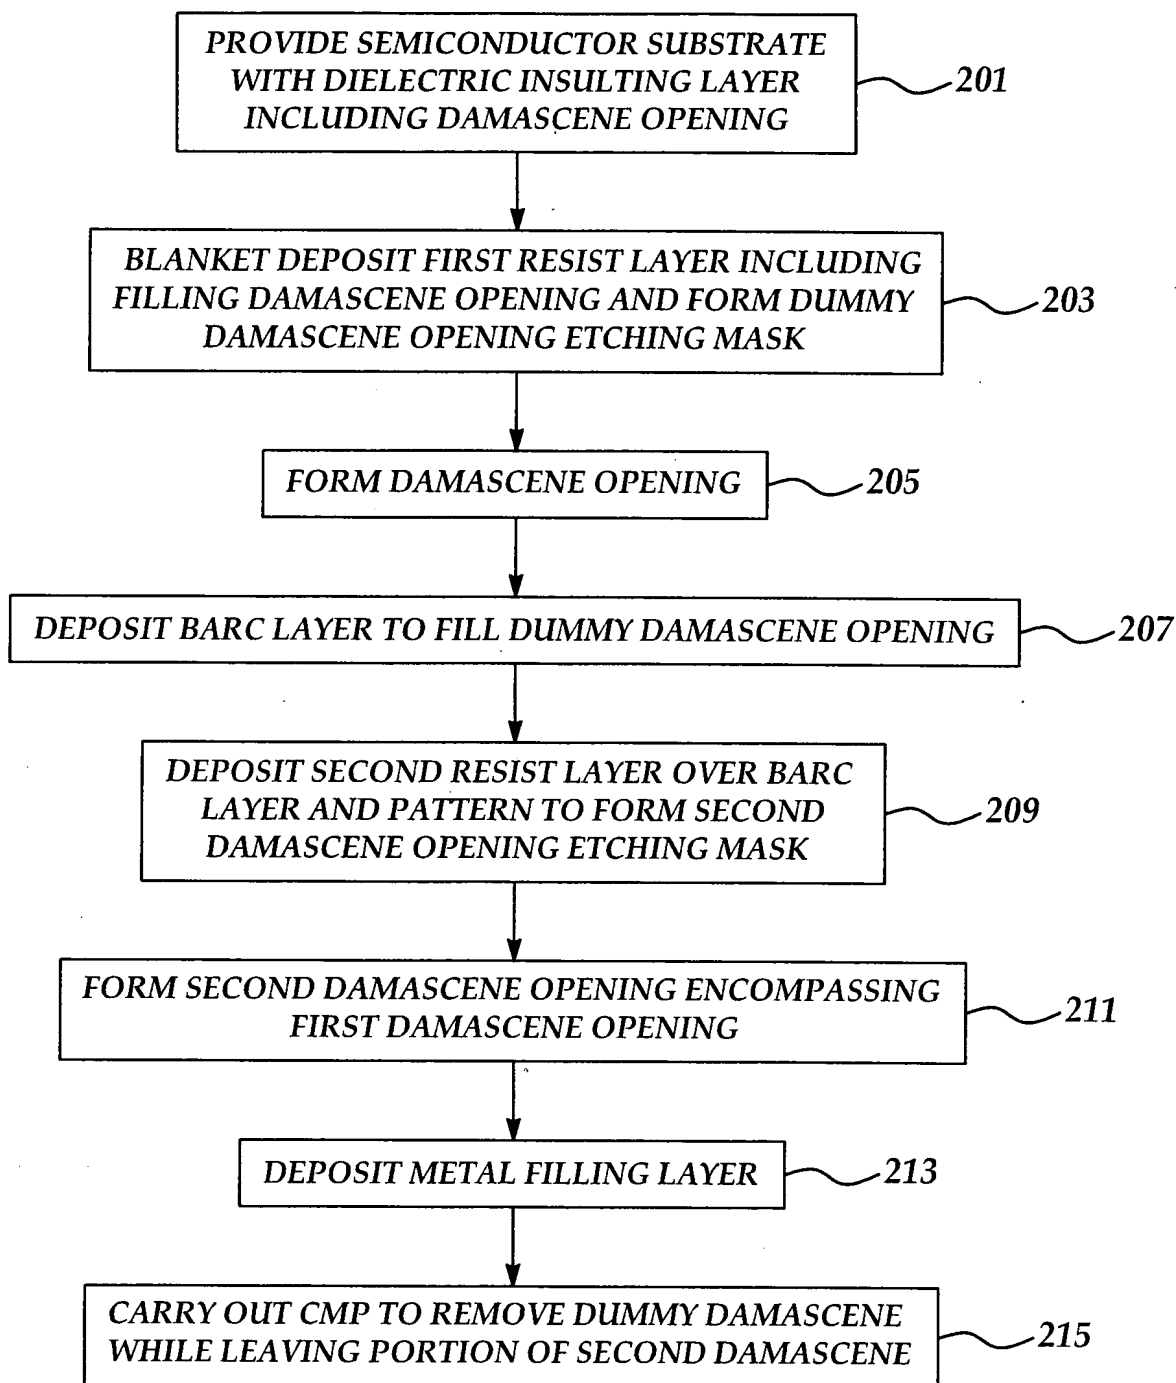 PROVIDE SEMICONDUCTOR SUBSTRATE
WITH DIELECTRIC INSULTING LAYER
INCLUDING DAMASCENE OPENING
201
BLANKET DEPOSIT FIRST RESIST LAYER INCLUDING
FILLING DAMASCENE OPENING AND FORM DUMMY
DAMASCENE OPENING ETCHING MASK
203
FORM DAMASCENE OPENING
205
DEPOSIT BARC LAYER TO FILL DUMMY DAMASCENE OPENING
207
DEPOSIT SECOND RESIST LAYER OVER BARC
LAYER AND PATTERN TO FORM SECOND
DAMASCENE OPENING ETCHING MASK
209
FORM SECOND DAMASCENE OPENING ENCOMPASSING
FIRST DAMASCENE OPENING
211
DEPOSIT METAL FILLING LAYER
213
CARRY OUT CMP TO REMOVE DUMMY DAMASCENE
WHILE LEAVING PORTION OF SECOND DAMASCENE
215